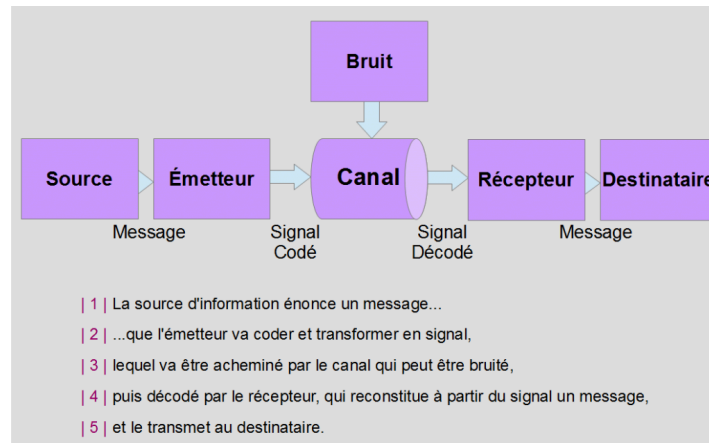 Bruit
Source
Émetteur
Canal
Récepteur
Destinataire
Message
Signal
Codé
Signal
Décodé
Message
| 1 | La source d'information énonce un message...
| 2 | ...que l'émetteur va coder et transformer en signal,
| 3 | lequel va être acheminé par le canal qui peut être bruité,
| 4 | puis décodé par le récepteur, qui reconstitue à partir du signal un message,
| 5 | et le transmet au destinataire.